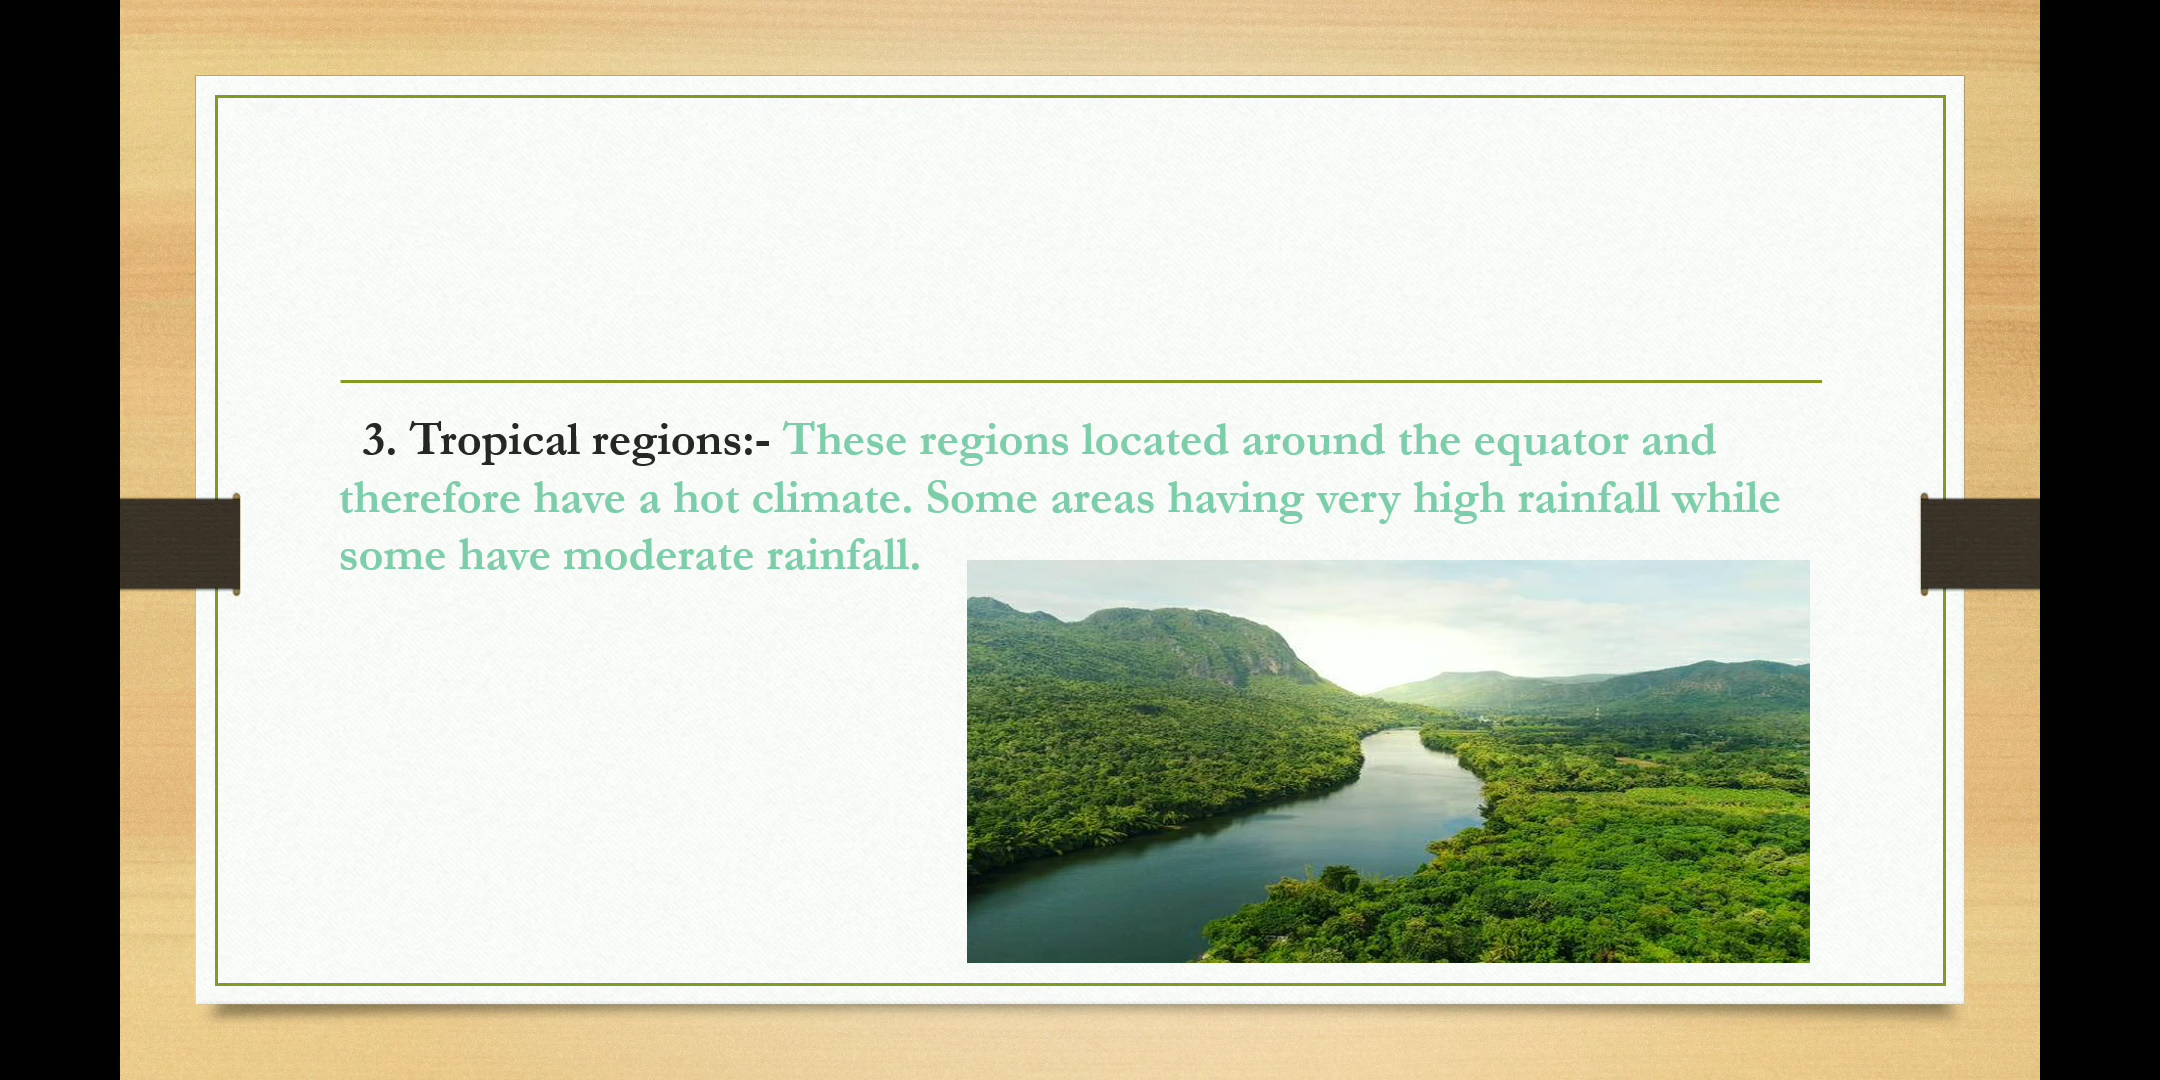 3. Tropical regions:- These regions located around the equator and
therefore have a hot climate. Some areas having very high rainfall while
some have moderate rainfall.